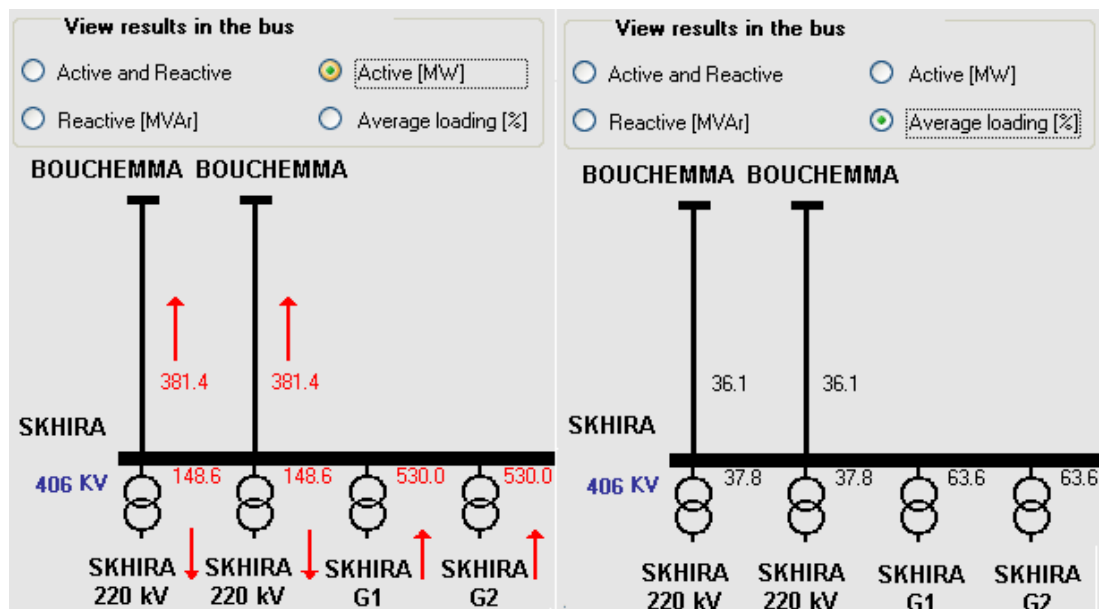 View results in the bus
Active and Reactive
Active [MW]
Reactive [MVAr]
Average loading [%]
BOUCHEMMA BOUCHEMMA
381.4 381.4
SKHIRA
406 KV
148.6 148.6 530.0 530.0
SKHIRA SKHIRA SKHIRA SKHIRA
220 kV 220 kV G1 G2
View results in the bus
Active and Reactive
Active [MW]
Reactive [MVAr]
Average loading [%]
BOUCHEMMA BOUCHEMMA
36.1 36.1
SKHIRA
406 KV
37.8 37.8 63.6 63.6
SKHIRA SKHIRA SKHIRA SKHIRA
220 kV 220 kV G1 G2